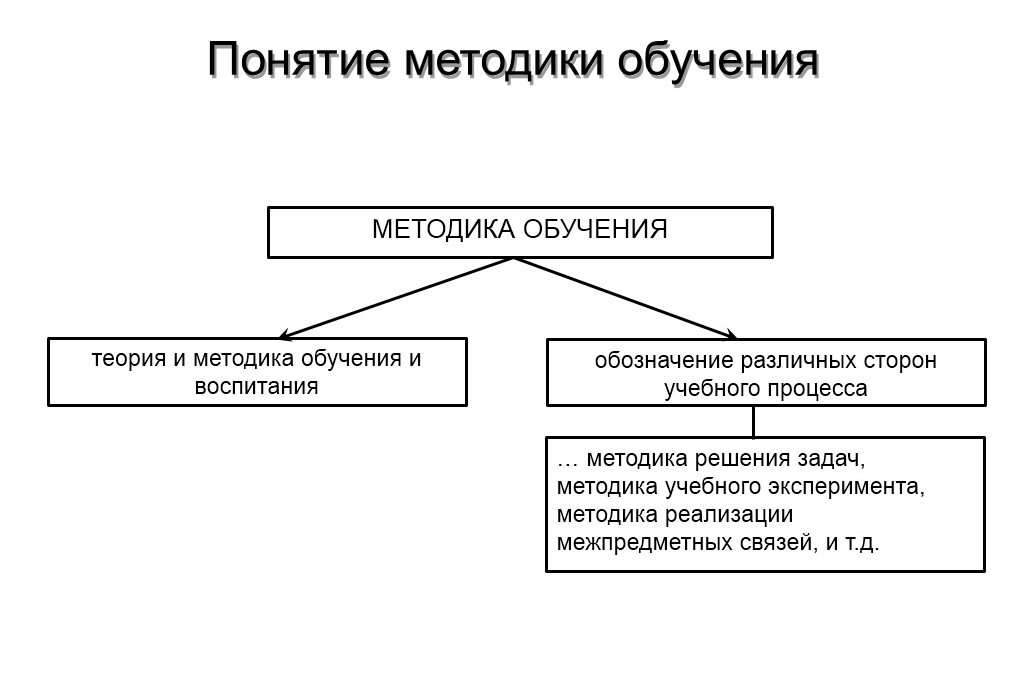 Понятие методики обучения
МЕТОДИКА ОБУЧЕНИЯ
теория и методика обучения и
воспитания
обозначение различных сторон
учебного процесса
… методика решения задач,
методика учебного эксперимента,
методика реализации
межпредметных связей, и т.д.